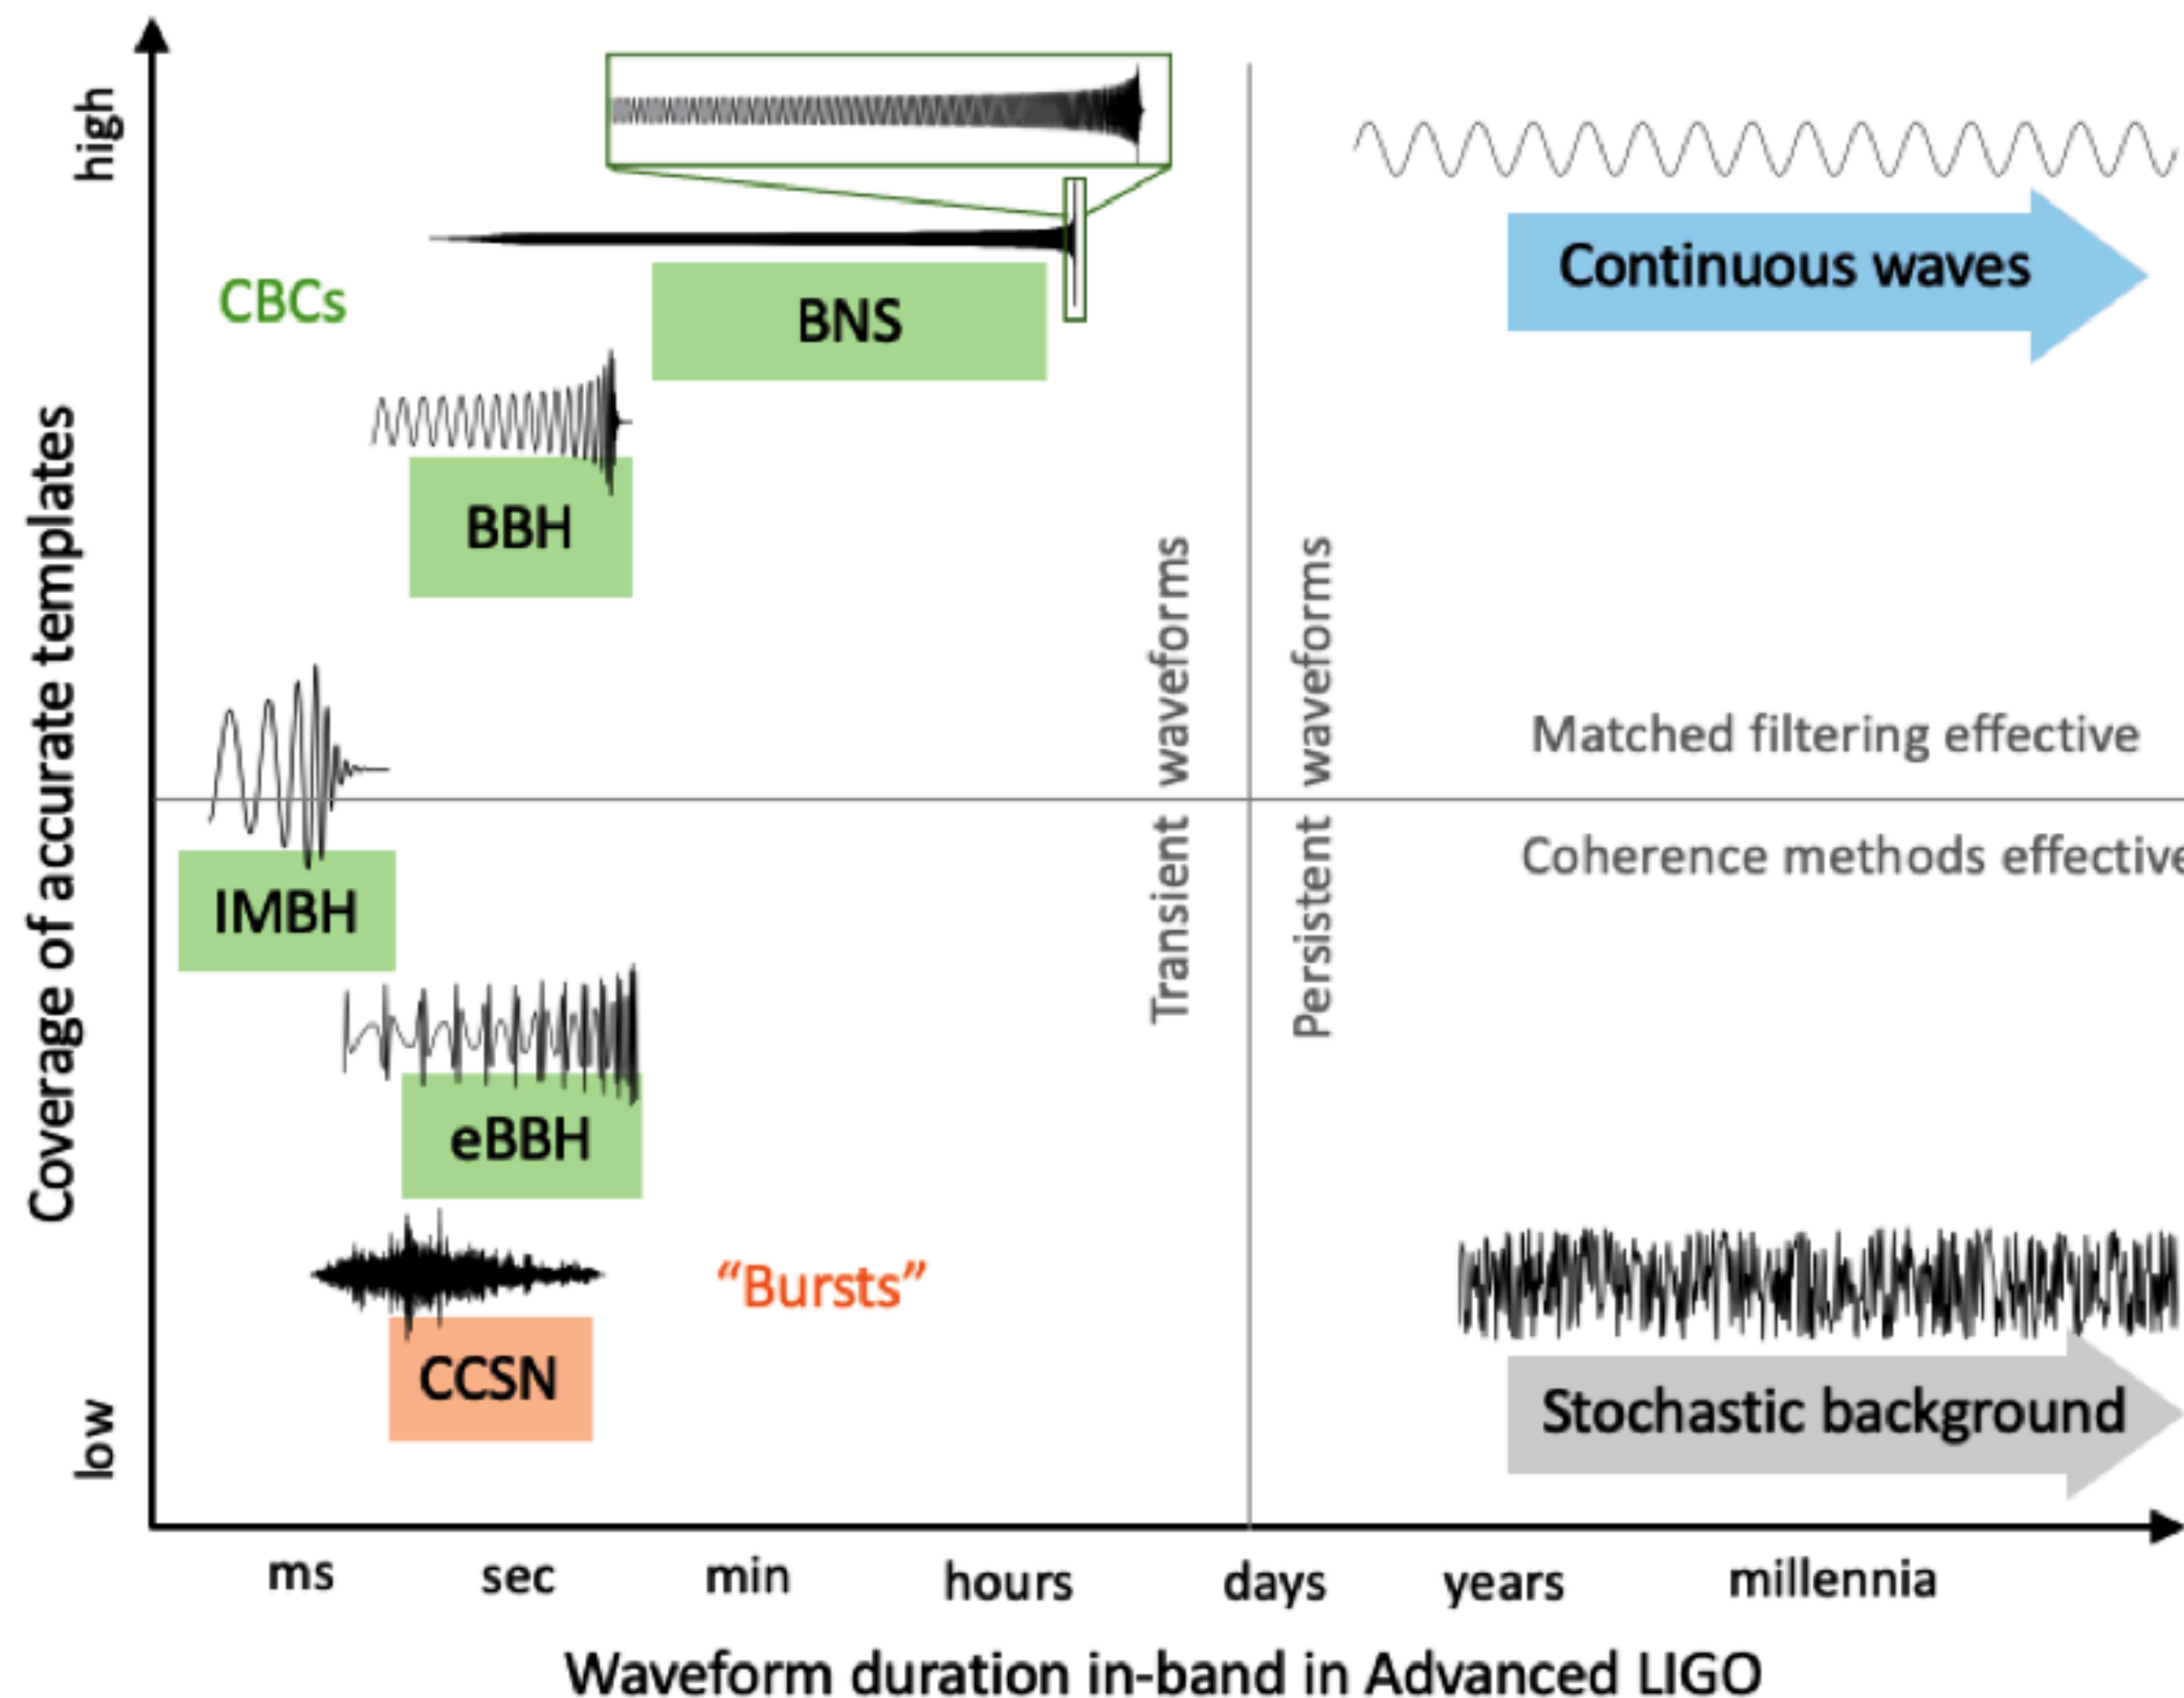 high
Continuous waves
CBCs
BNS
BBH
Coverage of accurate templates
Transient waveforms
Persistent waveforms
Matched filtering effective
Coherence methods effective
IMBH
eBBH
“Bursts”
CCSN
Stochastic background
low
ms sec min hours days years millennia
Waveform duration in-band in Advanced LIGO